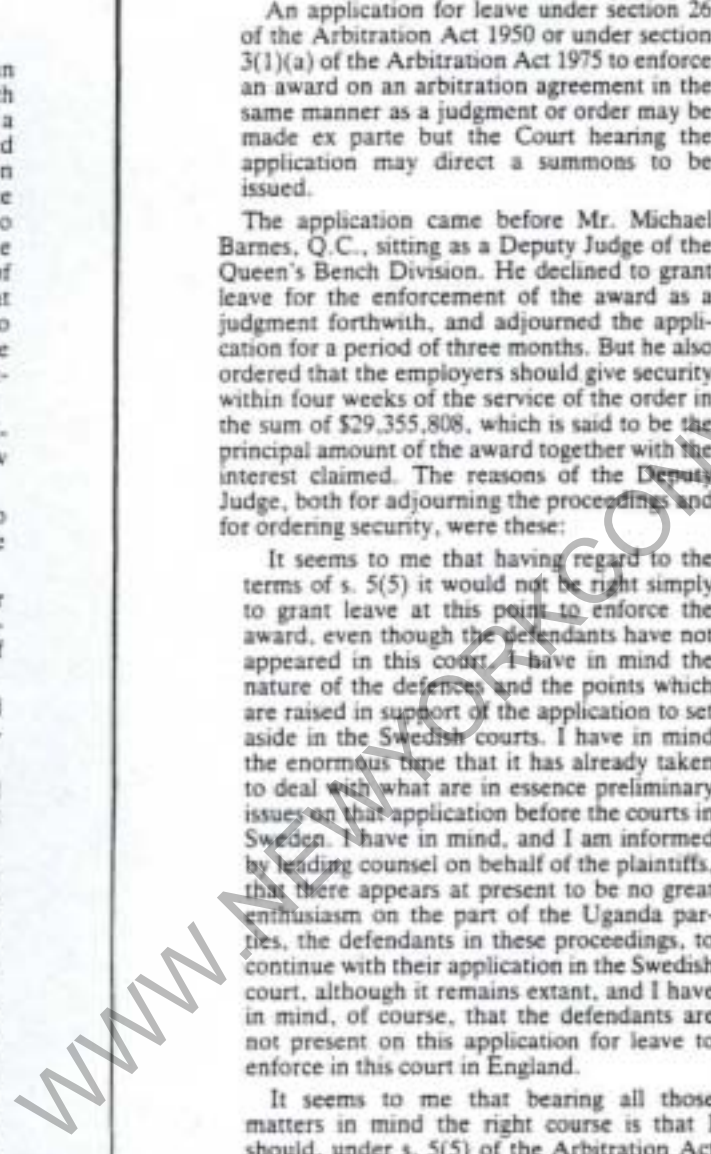 An application for leave under section 26
of the Arbitration Act 1950 or under section
3(1)(a) of the Arbitration Act 1975 to enforce
an award on an arbitration agreement in the
same manner as a judgment or order may be
made ex parte but the Court hearing the
application may direct a summons to be
issued.
The application came before Mr. Michael
Barnes, Q.C., sitting as a Deputy Judge of the
Queen's Bench Division. He declined to grant
leave for the enforcement of the award as a
judgment forthwith, and adjourned the appli-
cation for a period of three months. But he also
ordered that the employers should give security
within four weeks of the service of the order in
the sum of $29,355,808, which is said to be the
principal amount of the award together with the
interest claimed. The reasons of the Deputy
Judge, both for adjourning the proceedings and
for ordering security, were these:
It seems to me that having regard to the
terms of s. 5(5) it would not be right simply
to grant leave at this point to enforce the
award, even though the defendants have not
appeared in this court. I have in mind the
nature of the defences and the points which
are raised in support of the application to set
aside in the Swedish courts. I have in mind
the enormous time that it has already taken
to deal with what are in essence preliminary
issues on that application before the courts in
Sweden. I have in mind, and I am informed
by leading counsel on behalf of the plaintiffs,
that there appears at present to be no great
enthusiasm on the part of the Uganda par-
ties, the defendants in these proceedings, to
continue with their application in the Swedish
court, although it remains extant, and I have
in mind, of course, that the defendants are
not present on this application for leave to
enforce in this court in England.
It seems to me that bearing all those
matters in mind the right course is that I
should, under s. 5(5) of the Arbitration Act
WWW.NEWYORKCONV